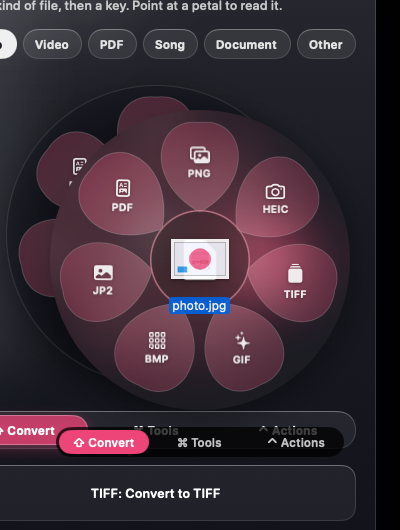 kind of file, then a key. Point at a petal to read it.
Video PDF Song Document Other
PNG
PDF
HEIC
JP2
TIFF
BMP
GIF
photo.jpg
Convert ⌘ Tools ^ Actions
⇧ Convert ⌘ Tools ^ Actions
TIFF: Convert to TIFF